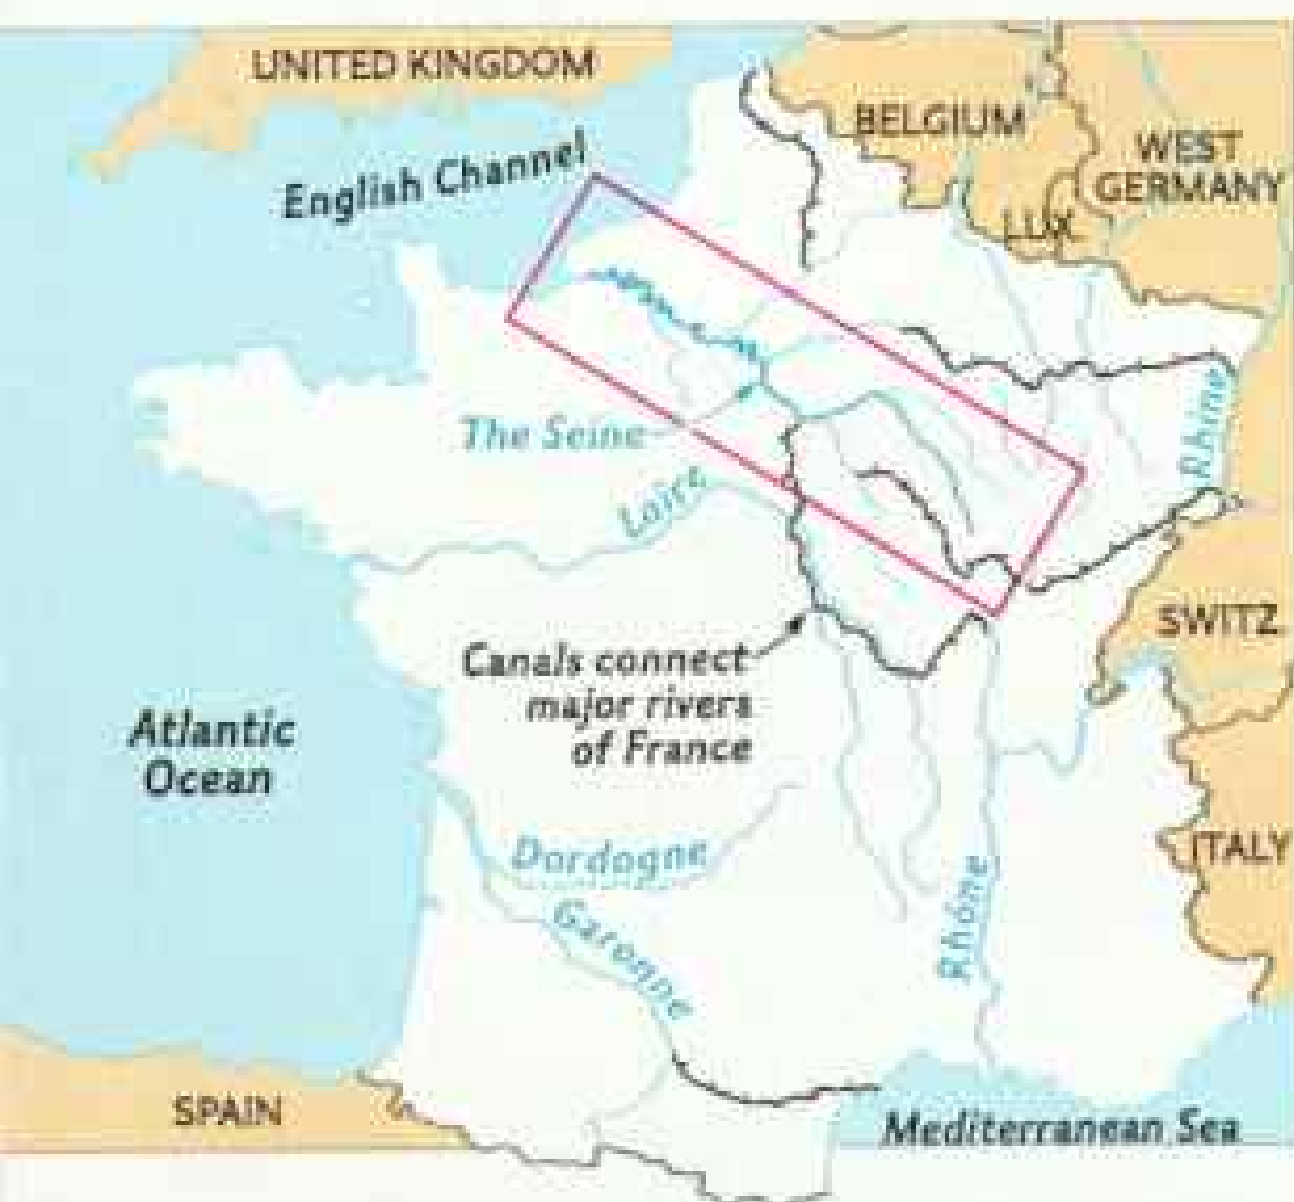 UNITED KINGDOM
BELGIUM
WEST
GERMANY
English Channel
LUX.
The Seine
Loire
Rhine
SWITZ.
Canals connect
major rivers
of France
Atlantic
Ocean
Dordogne
ITALY
Garonne
Rhône
SPAIN
Mediterranean Sea